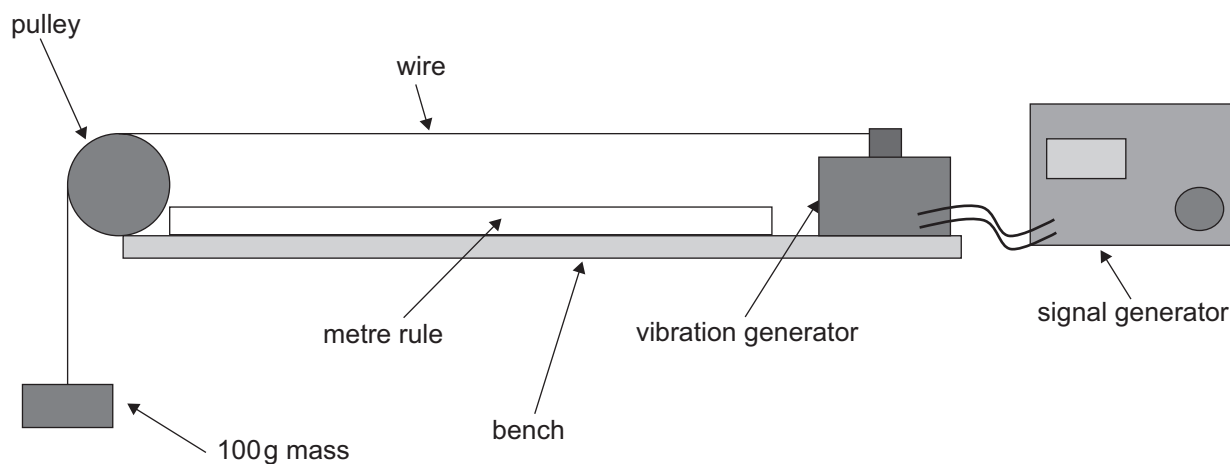 pulley
wire
metre rule
vibration generator
signal generator
bench
100g mass